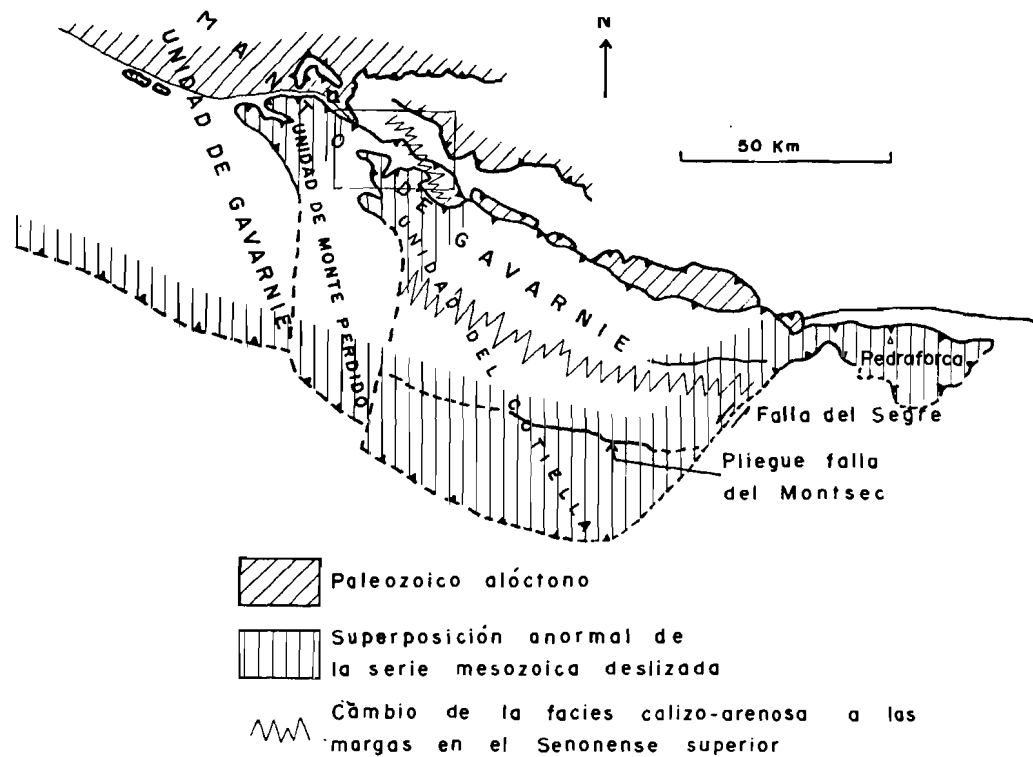 N
MANTO DE GAVARNIE
UNIDAD DE GAVARNIE
UNIDAD DE MONTE PERDIDO
UNIDAD DEL COTIELLA
50 Km
Pedraforca
Falla del Segre
Pliegue falla
del Montsec
Paleozoico alóctono
Superposición anormal de
la serie mesozoica deslizada
Cambio de la facies calizo-arenosa a las
margas en el Senonense superior